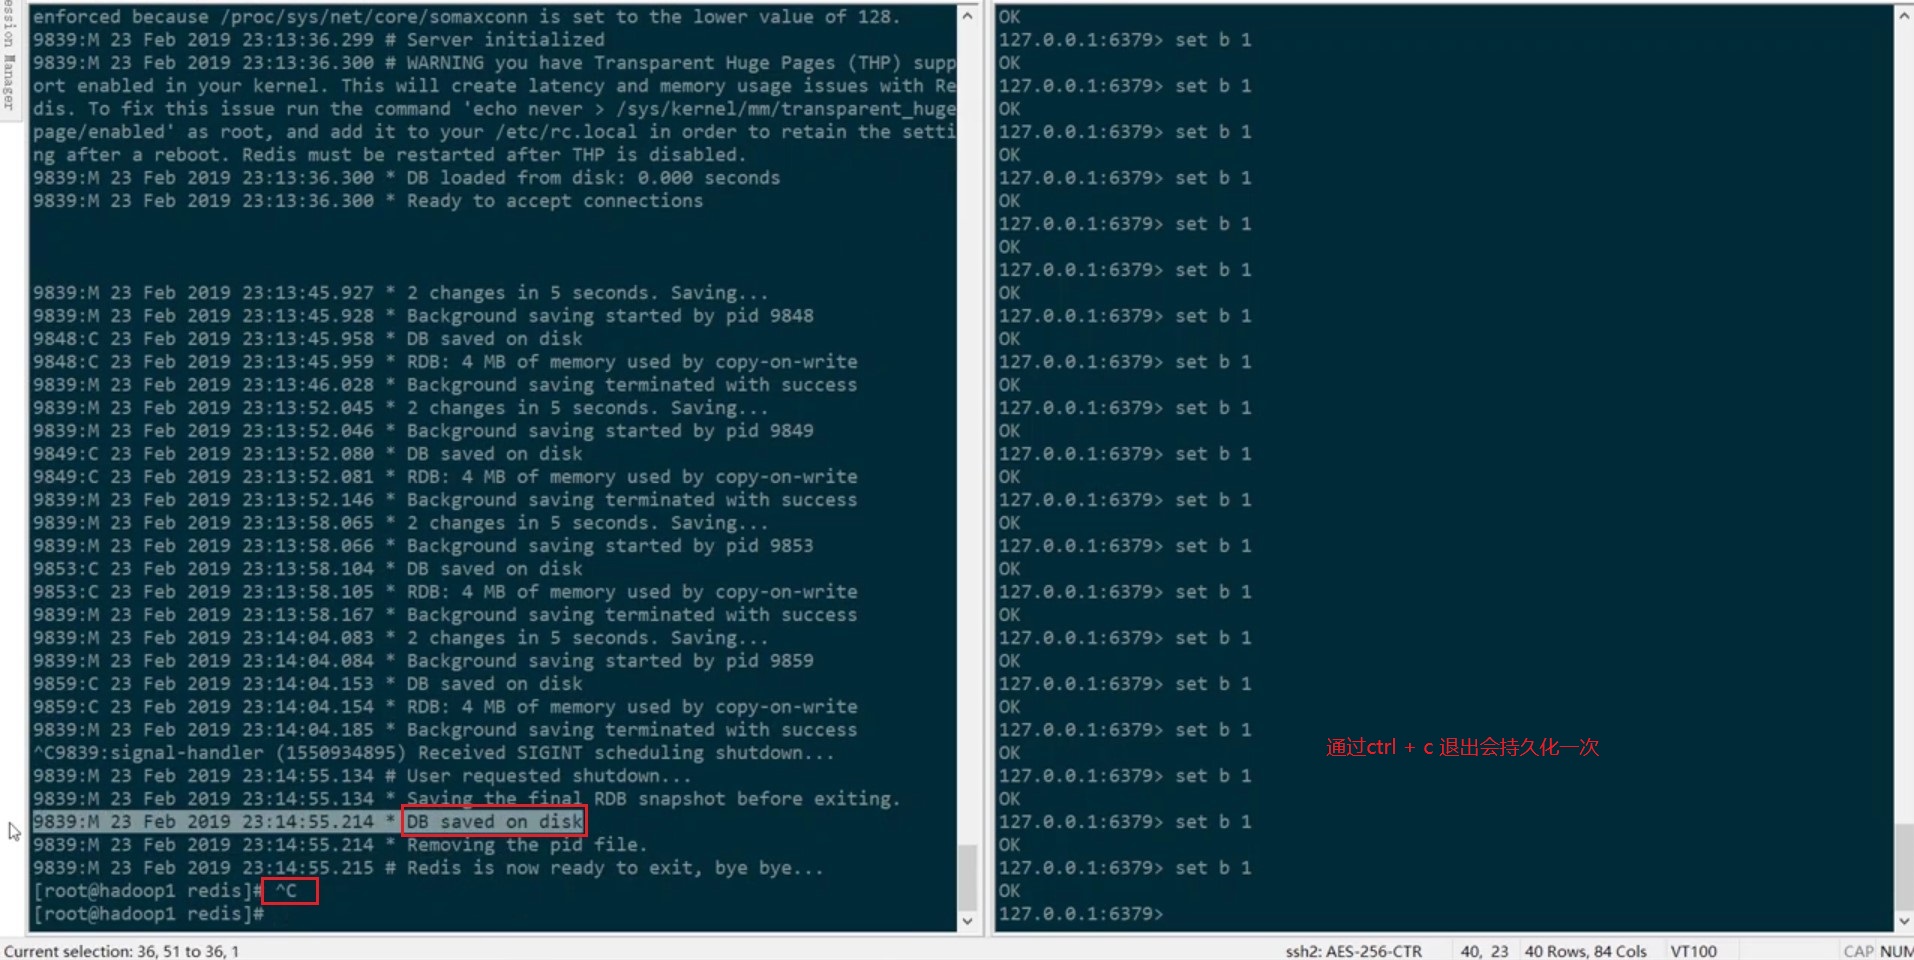 ession Manager
enforced because /proc/sys/net/core/somaxconn is set to the lower value of 128.
9839:M 23 Feb 2019 23:13:36.299 # Server initialized
9839:M 23 Feb 2019 23:13:36.300 # WARNING you have Transparent Huge Pages (THP) supp
ort enabled in your kernel. This will create latency and memory usage issues with Re
dis. To fix this issue run the command 'echo never > /sys/kernel/mm/transparent_huge
page/enabled' as root, and add it to your /etc/rc.local in order to retain the setti
ng after a reboot. Redis must be restarted after THP is disabled.
9839:M 23 Feb 2019 23:13:36.300 * DB loaded from disk: 0.000 seconds
9839:M 23 Feb 2019 23:13:36.300 * Ready to accept connections
9839:M 23 Feb 2019 23:13:45.927 * 2 changes in 5 seconds. Saving...
9839:M 23 Feb 2019 23:13:45.928 * Background saving started by pid 9848
9848:C 23 Feb 2019 23:13:45.958 * DB saved on disk
9848:C 23 Feb 2019 23:13:45.959 * RDB: 4 MB of memory used by copy-on-write
9839:M 23 Feb 2019 23:13:46.028 * Background saving terminated with success
9839:M 23 Feb 2019 23:13:52.045 * 2 changes in 5 seconds. Saving...
9839:M 23 Feb 2019 23:13:52.046 * Background saving started by pid 9849
9849:C 23 Feb 2019 23:13:52.080 * DB saved on disk
9849:C 23 Feb 2019 23:13:52.081 * RDB: 4 MB of memory used by copy-on-write
9839:M 23 Feb 2019 23:13:52.146 * Background saving terminated with success
9839:M 23 Feb 2019 23:13:58.065 * 2 changes in 5 seconds. Saving...
9839:M 23 Feb 2019 23:13:58.066 * Background saving started by pid 9853
9853:C 23 Feb 2019 23:13:58.104 * DB saved on disk
9853:C 23 Feb 2019 23:13:58.105 * RDB: 4 MB of memory used by copy-on-write
9839:M 23 Feb 2019 23:13:58.167 * Background saving terminated with success
9839:M 23 Feb 2019 23:14:04.083 * 2 changes in 5 seconds. Saving...
9839:M 23 Feb 2019 23:14:04.084 * Background saving started by pid 9859
9859:C 23 Feb 2019 23:14:04.153 * DB saved on disk
9859:C 23 Feb 2019 23:14:04.154 * RDB: 4 MB of memory used by copy-on-write
9839:M 23 Feb 2019 23:14:04.185 * Background saving terminated with success
^C9839:signal-handler (1550934895) Received SIGINT scheduling shutdown...
9839:M 23 Feb 2019 23:14:55.134 # User requested shutdown...
9839:M 23 Feb 2019 23:14:55.134 * Saving the final RDB snapshot before exiting.
9839:M 23 Feb 2019 23:14:55.214 * DB saved on disk
9839:M 23 Feb 2019 23:14:55.214 * Removing the pid file.
9839:M 23 Feb 2019 23:14:55.215 # Redis is now ready to exit, bye bye...
[root@hadoop1 redis]# ^C
[root@hadoop1 redis]#
OK
127.0.0.1:6379> set b 1
OK
127.0.0.1:6379> set b 1
OK
127.0.0.1:6379> set b 1
OK
127.0.0.1:6379> set b 1
OK
127.0.0.1:6379> set b 1
OK
127.0.0.1:6379> set b 1
OK
127.0.0.1:6379> set b 1
OK
127.0.0.1:6379> set b 1
OK
127.0.0.1:6379> set b 1
OK
127.0.0.1:6379> set b 1
OK
127.0.0.1:6379> set b 1
OK
127.0.0.1:6379> set b 1
OK
127.0.0.1:6379> set b 1
OK
127.0.0.1:6379> set b 1
OK
127.0.0.1:6379> set b 1
OK
127.0.0.1:6379> set b 1
OK
127.0.0.1:6379> set b 1
OK
127.0.0.1:6379> set b 1
OK
127.0.0.1:6379> set b 1
OK
127.0.0.1:6379>
通过ctrl + c 退出会持久化一次
Current selection: 36, 51 to 36, 1
ssh2: AES-256-CTR
40, 23
40 Rows, 84 Cols
VT100
CAP
NUM